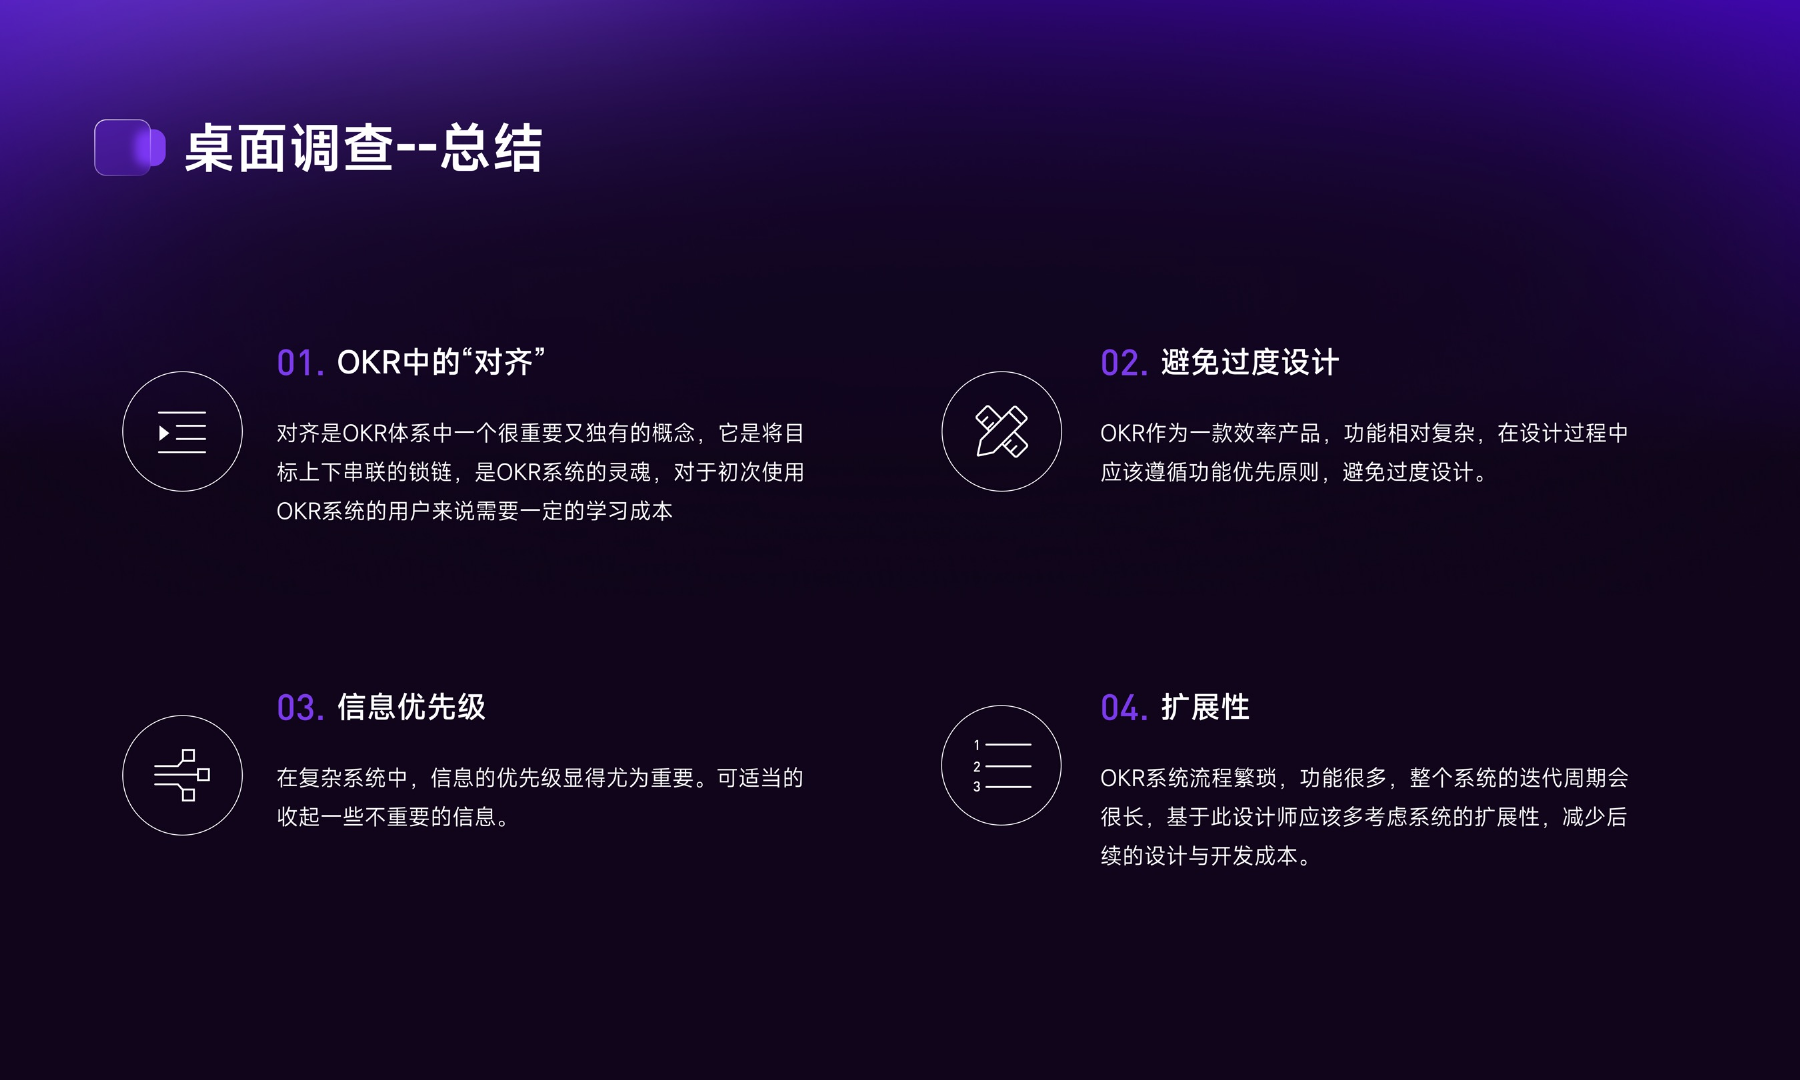 桌面调查--总结
01. OKR中的“对齐”
对齐是OKR体系中一个很重要又独有的概念，它是将目
标上下串联的锁链，是OKR系统的灵魂，对于初次使用
OKR系统的用户来说需要一定的学习成本
02. 避免过度设计
OKR作为一款效率产品，功能相对复杂，在设计过程中
应该遵循功能优先原则，避免过度设计。
03. 信息优先级
在复杂系统中，信息的优先级显得尤为重要。可适当的
收起一些不重要的信息。
1
2
3
04. 扩展性
OKR系统流程繁琐，功能很多，整个系统的迭代周期会
很长，基于此设计师应该多考虑系统的扩展性，减少后
续的设计与开发成本。